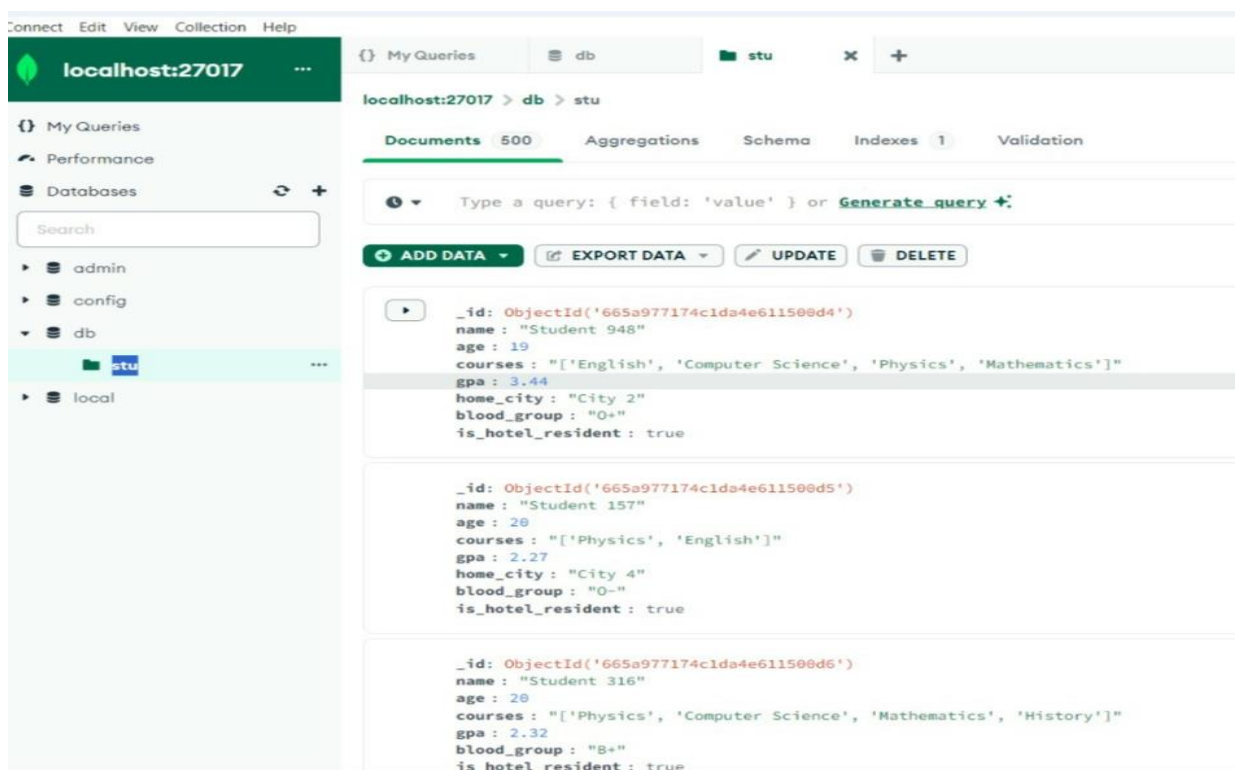 Connect Edit View Collection Help
localhost:27017 ...
{} My Queries
Performance
Databases
Search
admin
config
db
stu ...
local
{} My Queries db stu × +
localhost:27017 > db > stu
Documents 500 Aggregations Schema Indexes 1 Validation
Type a query: { field: 'value' } or Generate query
ADD DATA EXPORT DATA UPDATE DELETE
_id: ObjectId('665a977174c1da4e611500d4')
name : "Student 948"
age : 19
courses : "['English', 'Computer Science', 'Physics', 'Mathematics']"
gpa : 3.44
home_city : "City 2"
blood_group : "O+"
is_hotel_resident : true
_id: ObjectId('665a977174c1da4e611500d5')
name : "Student 157"
age : 20
courses : "['Physics', 'English']"
gpa : 2.27
home_city : "City 4"
blood_group : "O-"
is_hotel_resident : true
_id: ObjectId('665a977174c1da4e611500d6')
name : "Student 316"
age : 20
courses : "['Physics', 'Computer Science', 'Mathematics', 'History']"
gpa : 2.32
blood_group : "B+"
is_hotel_resident : true